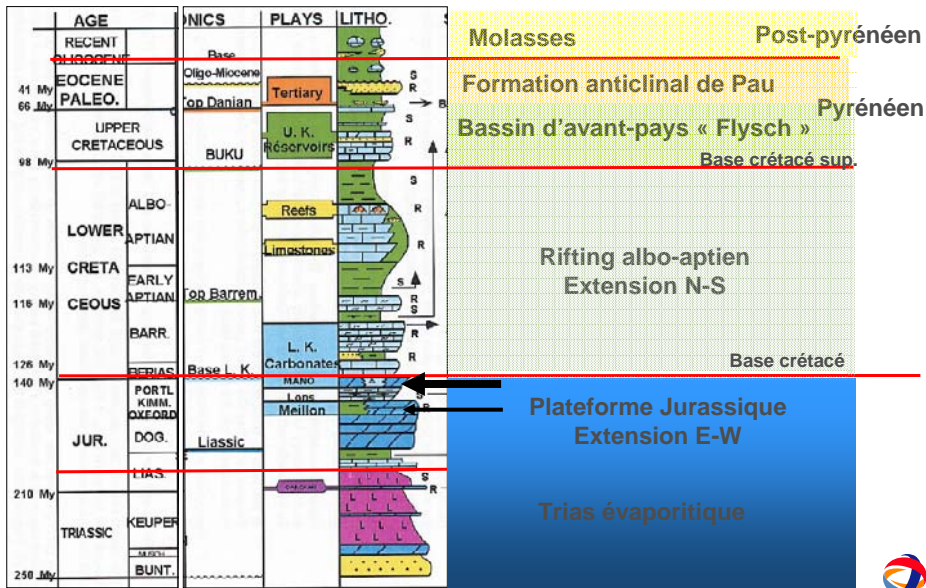 AGE
ONICS
PLAYS
LITHO.
RECENT
OLIGOCENE
Base
Oligo-Miocene
EOCENE
41 My
PALEO.
66 My
Top Danian
Tertiary
S
R
S
UPPER
CRETACEOUS
U. K.
Réservoirs
R
98 My
BUKU
S
ALBO-
APTIAN
Reefs
R
LOWER
CRETA
CEOUS
Limestones
R
113 My
EARLY
APTIAN
S
116 My
Top Barrem.
R
S
R
BARR.
L. K.
Carbonates
R
126 My
BERIAS
Base L. K.
140 My
MANO
PORTL
KIMM.
OXFORD
Lons
S
Meillon
R
JUR.
DOG.
Liassic
LIAS.
S
R
210 My
TRIASSIC
KEUPER
L L L
BUNT.
250 My
Molasses
Post-pyrénéen
Formation anticlinal de Pau
Pyrénéen
Bassin d'avant-pays « Flysch »
Base crétacé sup.
Rifting albo-aptien
Extension N-S
Base crétacé
Plateforme Jurassique
Extension E-W
Trias évaporitique